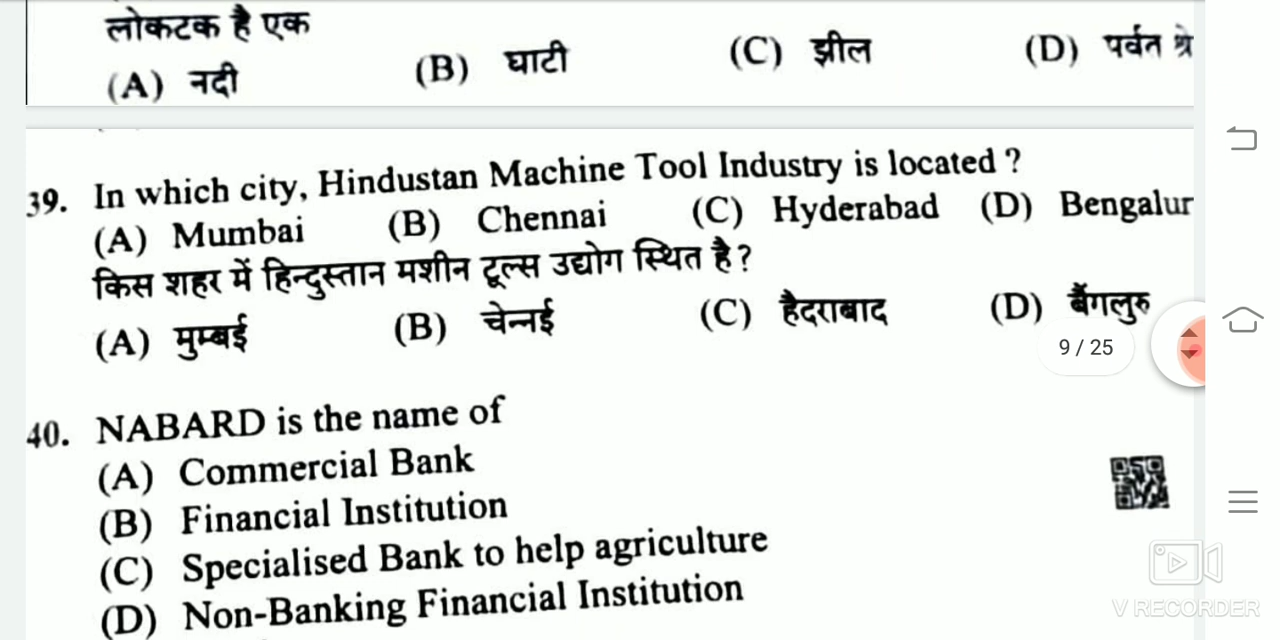 लोकटक है एक
(A) नदी (B) घाटी (C) झील (D) पर्वत श्रे
39. In which city, Hindustan Machine Tool Industry is located ?
(A) Mumbai (B) Chennai (C) Hyderabad (D) Bengalur
किस शहर में हिन्दुस्तान मशीन टूल्स उद्योग स्थित है?
(A) मुम्बई (B) चेन्नई (C) हैदराबाद (D) बैंगलुरु
9 / 25
40. NABARD is the name of
(A) Commercial Bank
(B) Financial Institution
(C) Specialised Bank to help agriculture
(D) Non-Banking Financial Institution
V RECORDER